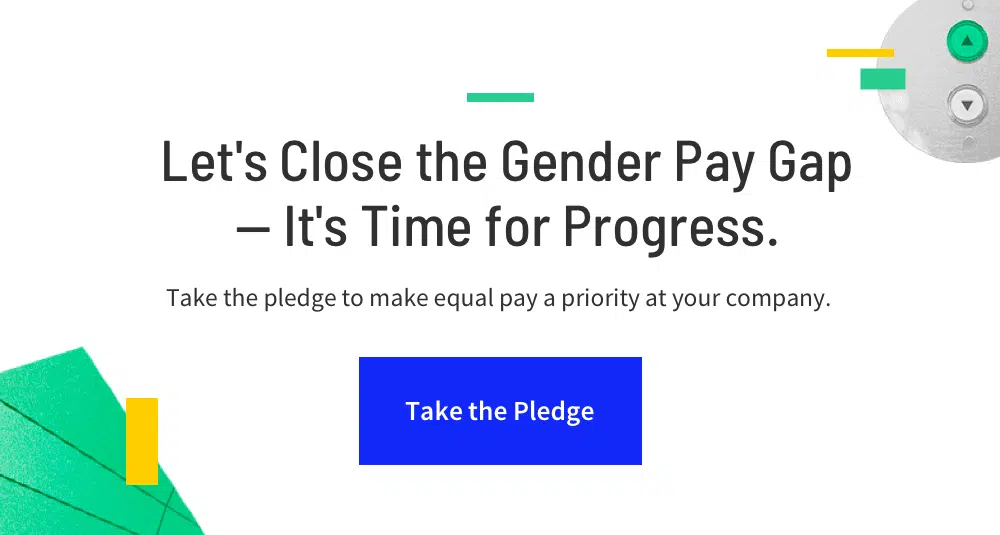 Let's Close the Gender Pay Gap
– It's Time for Progress.
Take the pledge to make equal pay a priority at your company.
Take the Pledge